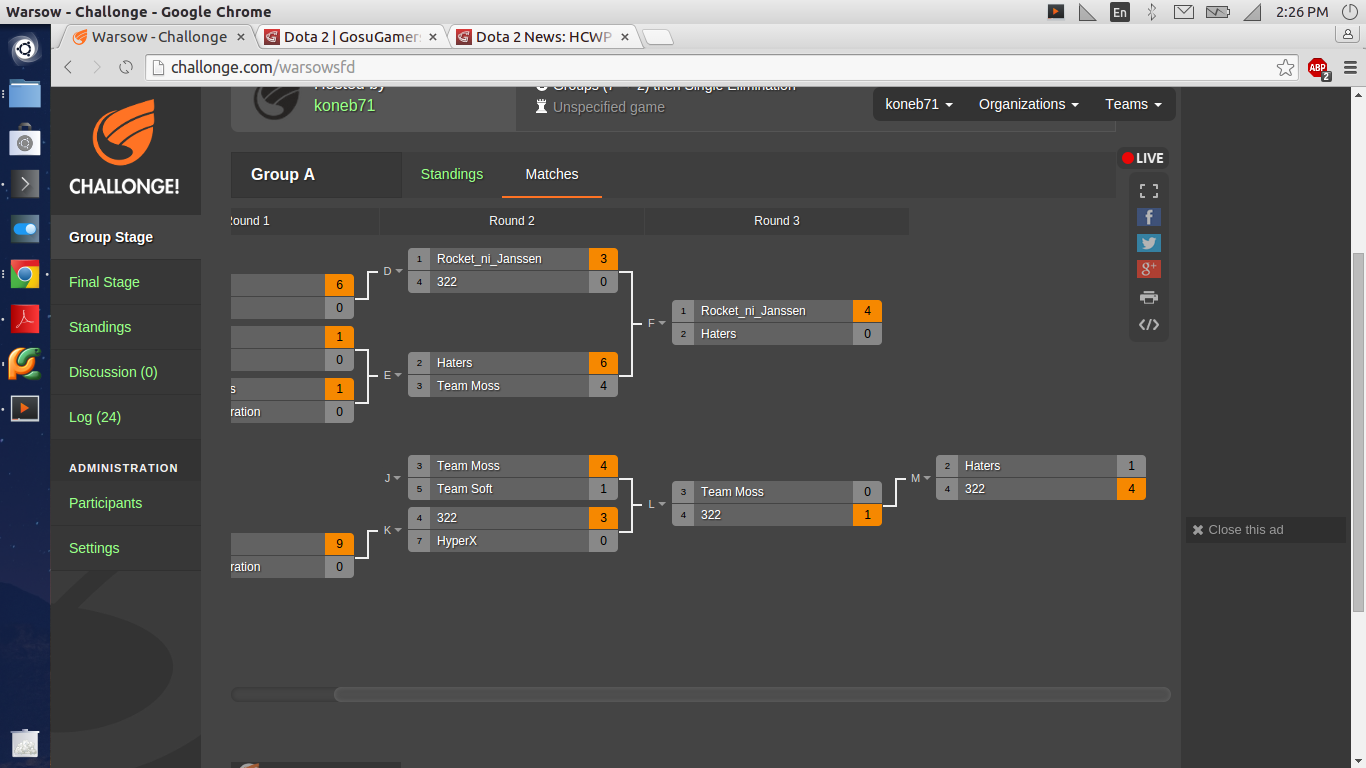 Warsow - Challonge - Google Chrome
En
2:26 PM
Warsow - Challonge
Dota 2 | GosuGamers
Dota 2 News: HCWP
challonge.com/warsowsfd
ABP
2
CHALLONGE!
Group Stage
Final Stage
Standings
Discussion (0)
Log (24)
ADMINISTRATION
Participants
Settings
Hosted by
koneb71
then Single Elimination
Unspecified game
koneb71
Organizations
Teams
LIVE
Group A
Standings
Matches
Round 1
Round 2
Round 3
6
0
1
0
s 1
ration 0
D
1 Rocket_ni_Janssen 3
4 322 0
E
2 Haters 6
3 Team Moss 4
F
1 Rocket_ni_Janssen 4
2 Haters 0
J
3 Team Moss 4
5 Team Soft 1
9
ration 0
K
4 322 3
7 HyperX 0
L
3 Team Moss 0
4 322 1
M
2 Haters 1
4 322 4
Close this ad